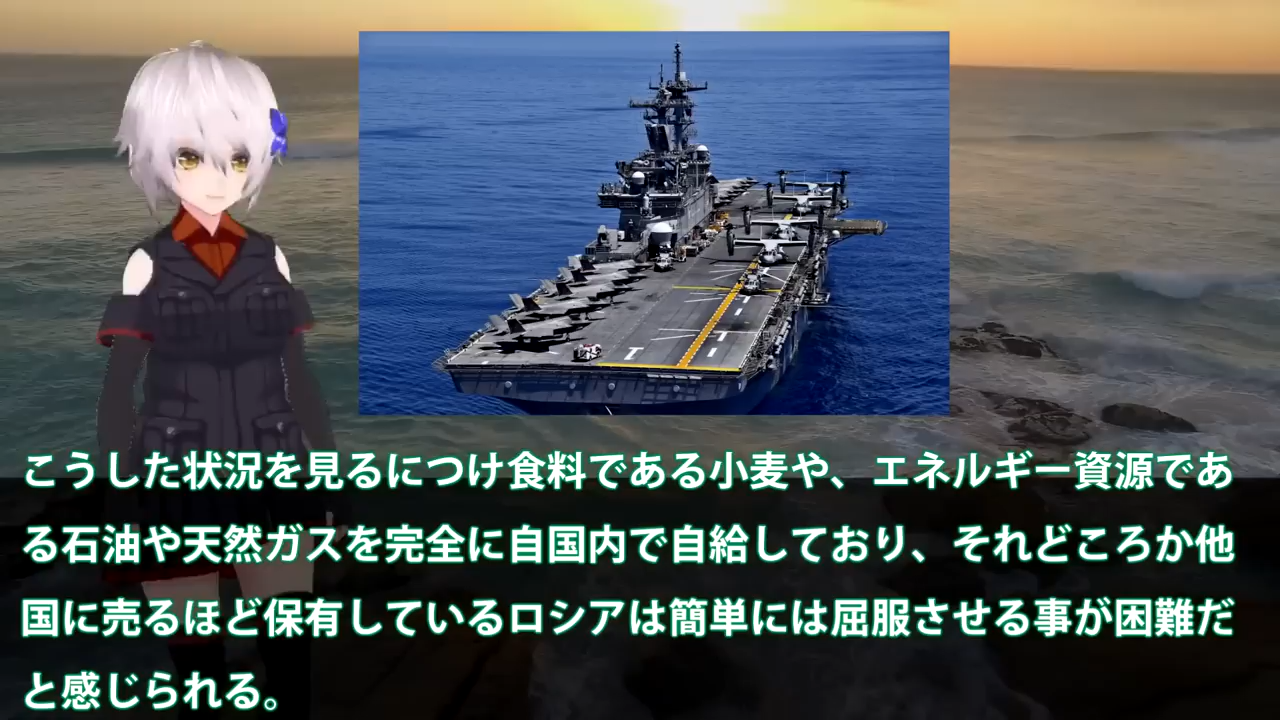 こうした状況を見るにつけ食料である小麦や、エネルギー資源であ
る石油や天然ガスを完全に自国内で自給しており、それどころか他
国に売るほど保有しているロシアは簡単には屈服させる事が困難だ
と感じられる。